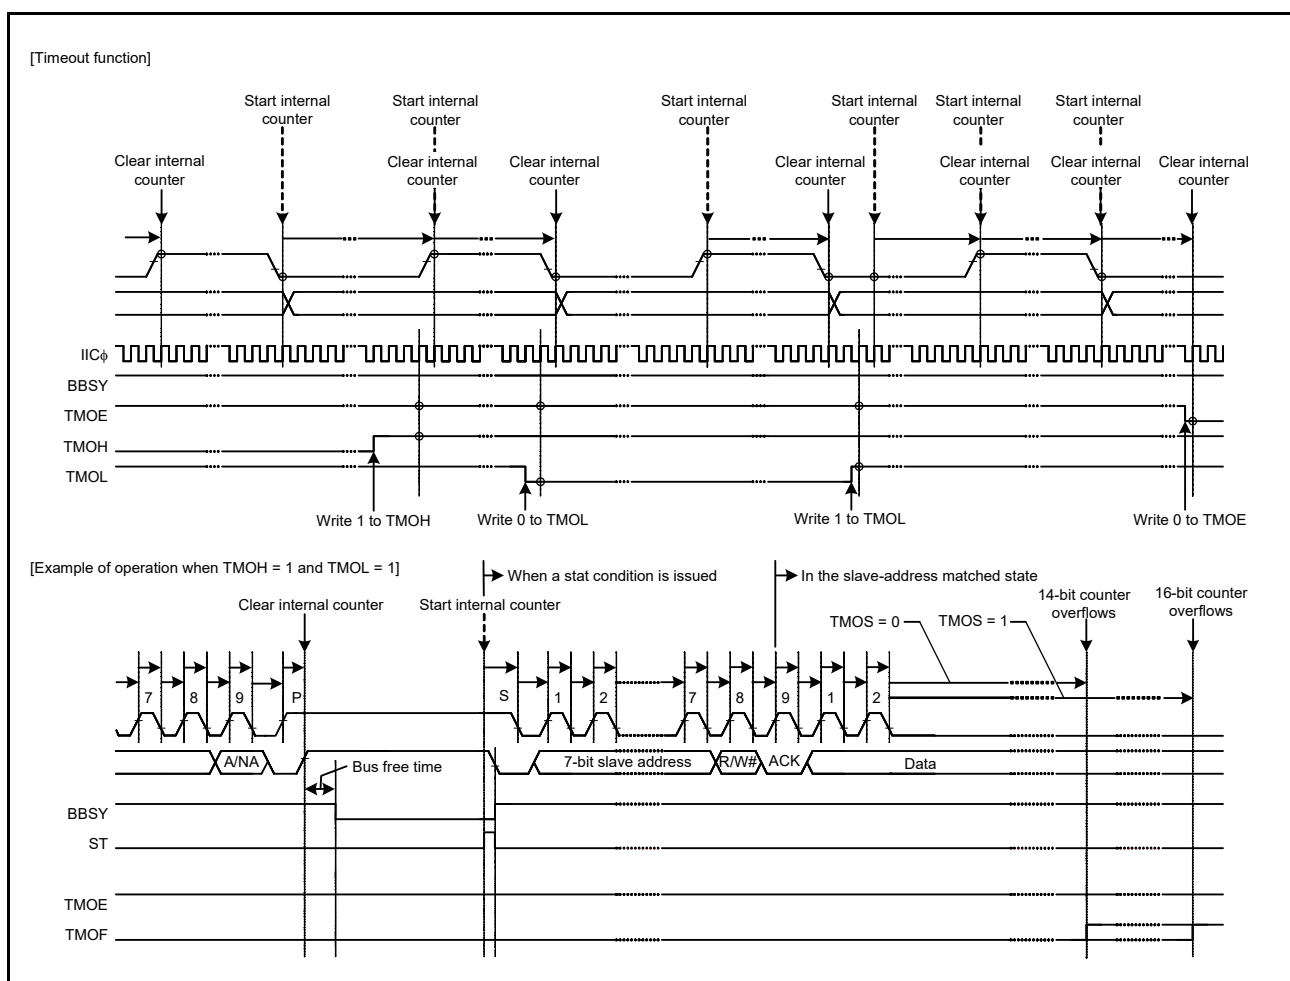 [Timeout function]
Start internal counter
Start internal counter
Start internal counter
Start internal counter
Start internal counter
Start internal counter
Clear internal counter
Clear internal counter
Clear internal counter
Clear internal counter
Clear internal counter
Clear internal counter
Clear internal counter
IICϕ
BBSY
TMOE
TMOH
TMOL
Write 1 to TMOH
Write 0 to TMOL
Write 1 to TMOL
Write 0 to TMOE
[Example of operation when TMOH = 1 and TMOL = 1]
When a stat condition is issued
In the slave-address matched state
Clear internal counter
Start internal counter
14-bit counter overflows
16-bit counter overflows
TMOS = 0
TMOS = 1
7 8 9 P S 1 2 7 8 9 1 2
A/NA
7-bit slave address
R/W#
ACK
Data
Bus free time
BBSY
ST
TMOE
TMOF